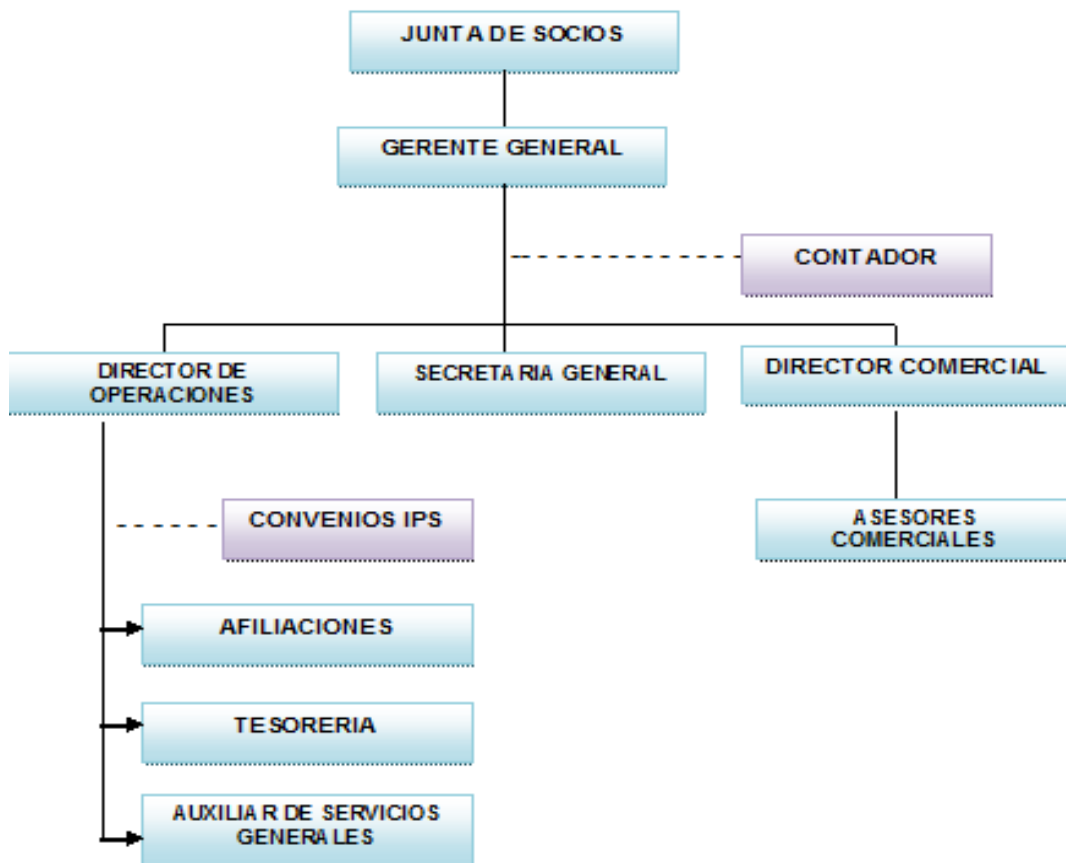 JUNTA DE SOCIOS
GERENTE GENERAL
CONTADOR
DIRECTOR DE
OPERACIONES
SECRETARIA GENERAL
DIRECTOR COMERCIAL
CONVENIOS IPS
ASESORES
COMERCIALES
AFILIACIONES
TESORERIA
AUXILIAR DE SERVICIOS
GENERALES